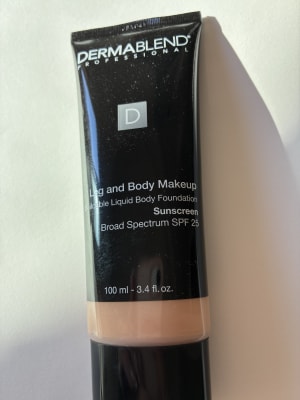 DERMABLEND
PROFESSIONAL
D
Leg and Body Makeup
Liquid Body Foundation
Sunscreen
Broad Spectrum SPF 25
100 ml - 3.4 fl. oz.